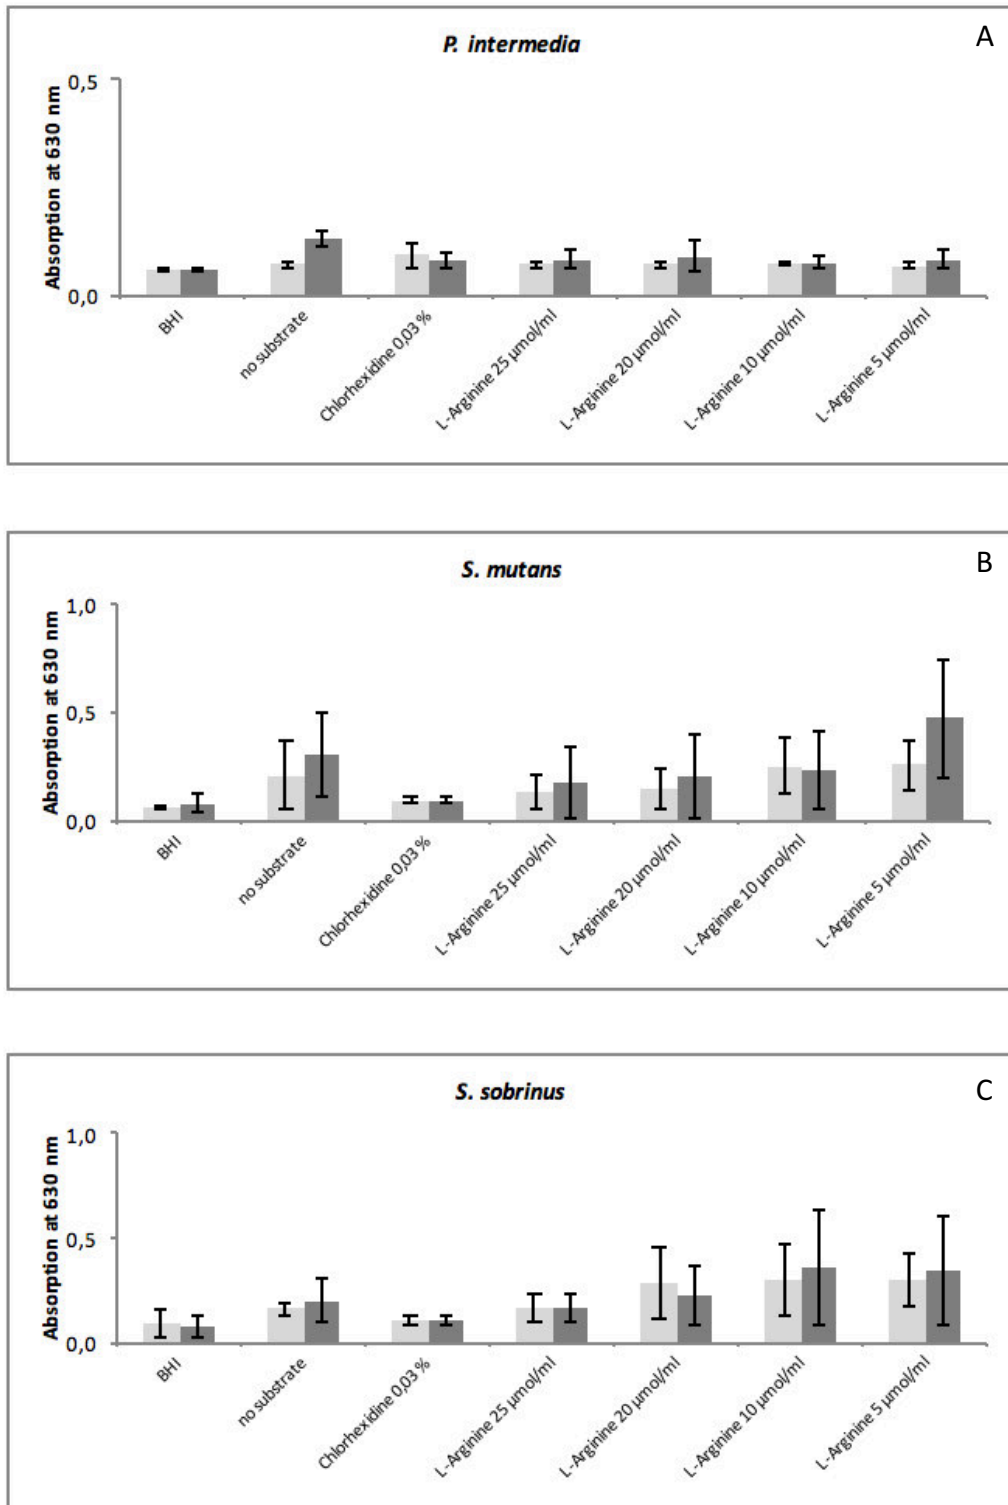 P. intermedia
A
Absorption at 630 nm
0,5
0,0
BHI
no substrate
Chlorhexidine 0,03 %
L-Arginine 25 µmol/ml
L-Arginine 20 µmol/ml
L-Arginine 10 µmol/ml
L-Arginine 5 µmol/ml
S. mutans
B
Absorption at 630 nm
1,0
0,5
0,0
BHI
no substrate
Chlorhexidine 0,03 %
L-Arginine 25 µmol/ml
L-Arginine 20 µmol/ml
L-Arginine 10 µmol/ml
L-Arginine 5 µmol/ml
S. sobrinus
C
Absorption at 630 nm
1,0
0,5
0,0
BHI
no substrate
Chlorhexidine 0,03 %
L-Arginine 25 µmol/ml
L-Arginine 20 µmol/ml
L-Arginine 10 µmol/ml
L-Arginine 5 µmol/ml